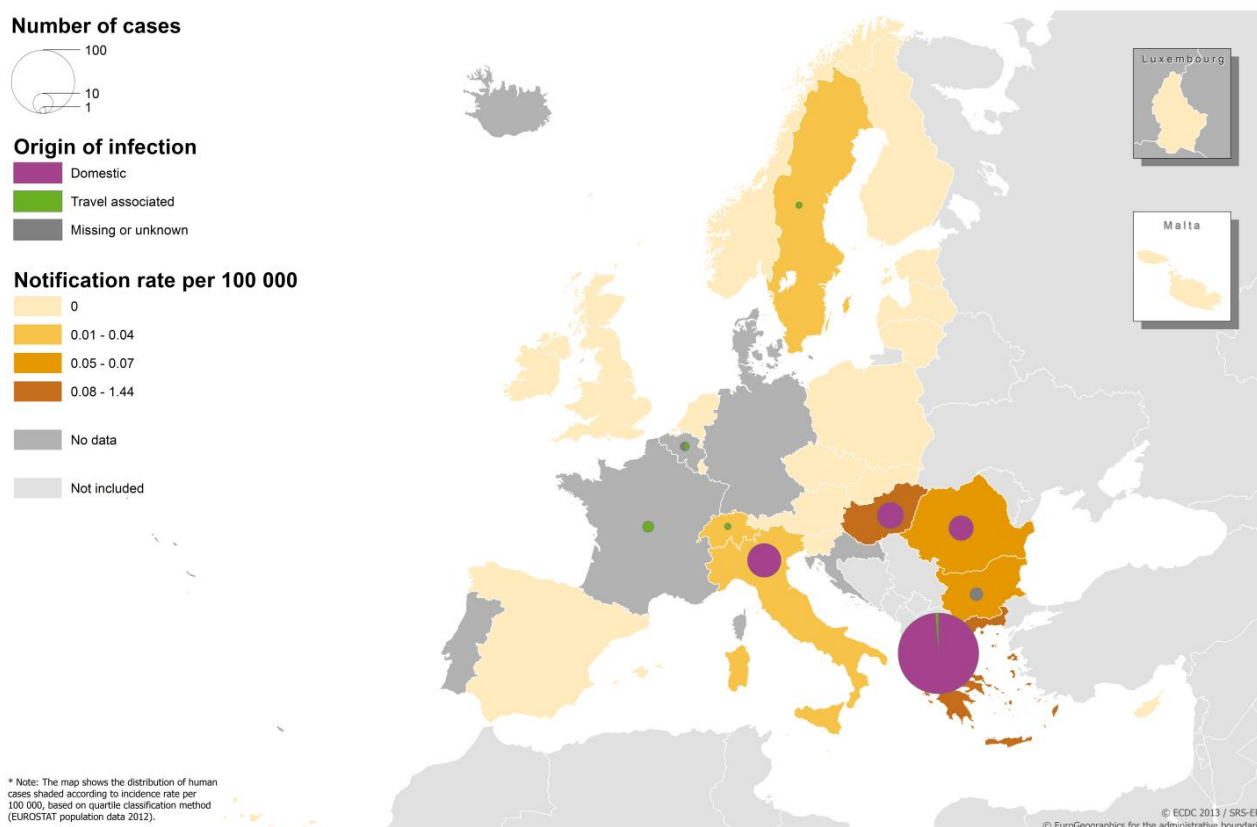 Number of cases
100
10
1
Origin of infection
Domestic
Travel associated
Missing or unknown
Notification rate per 100 000
0
0.01 - 0.04
0.05 - 0.07
0.08 - 1.44
No data
Not included
Luxembourg
Malta
* Note: The map shows the distribution of human
cases shaded according to incidence rate per
100 000, based on quartile classification method
(EUROSTAT population data 2012).
© ECDC 2013 / SRS-
© EuroGeographics for the administrative